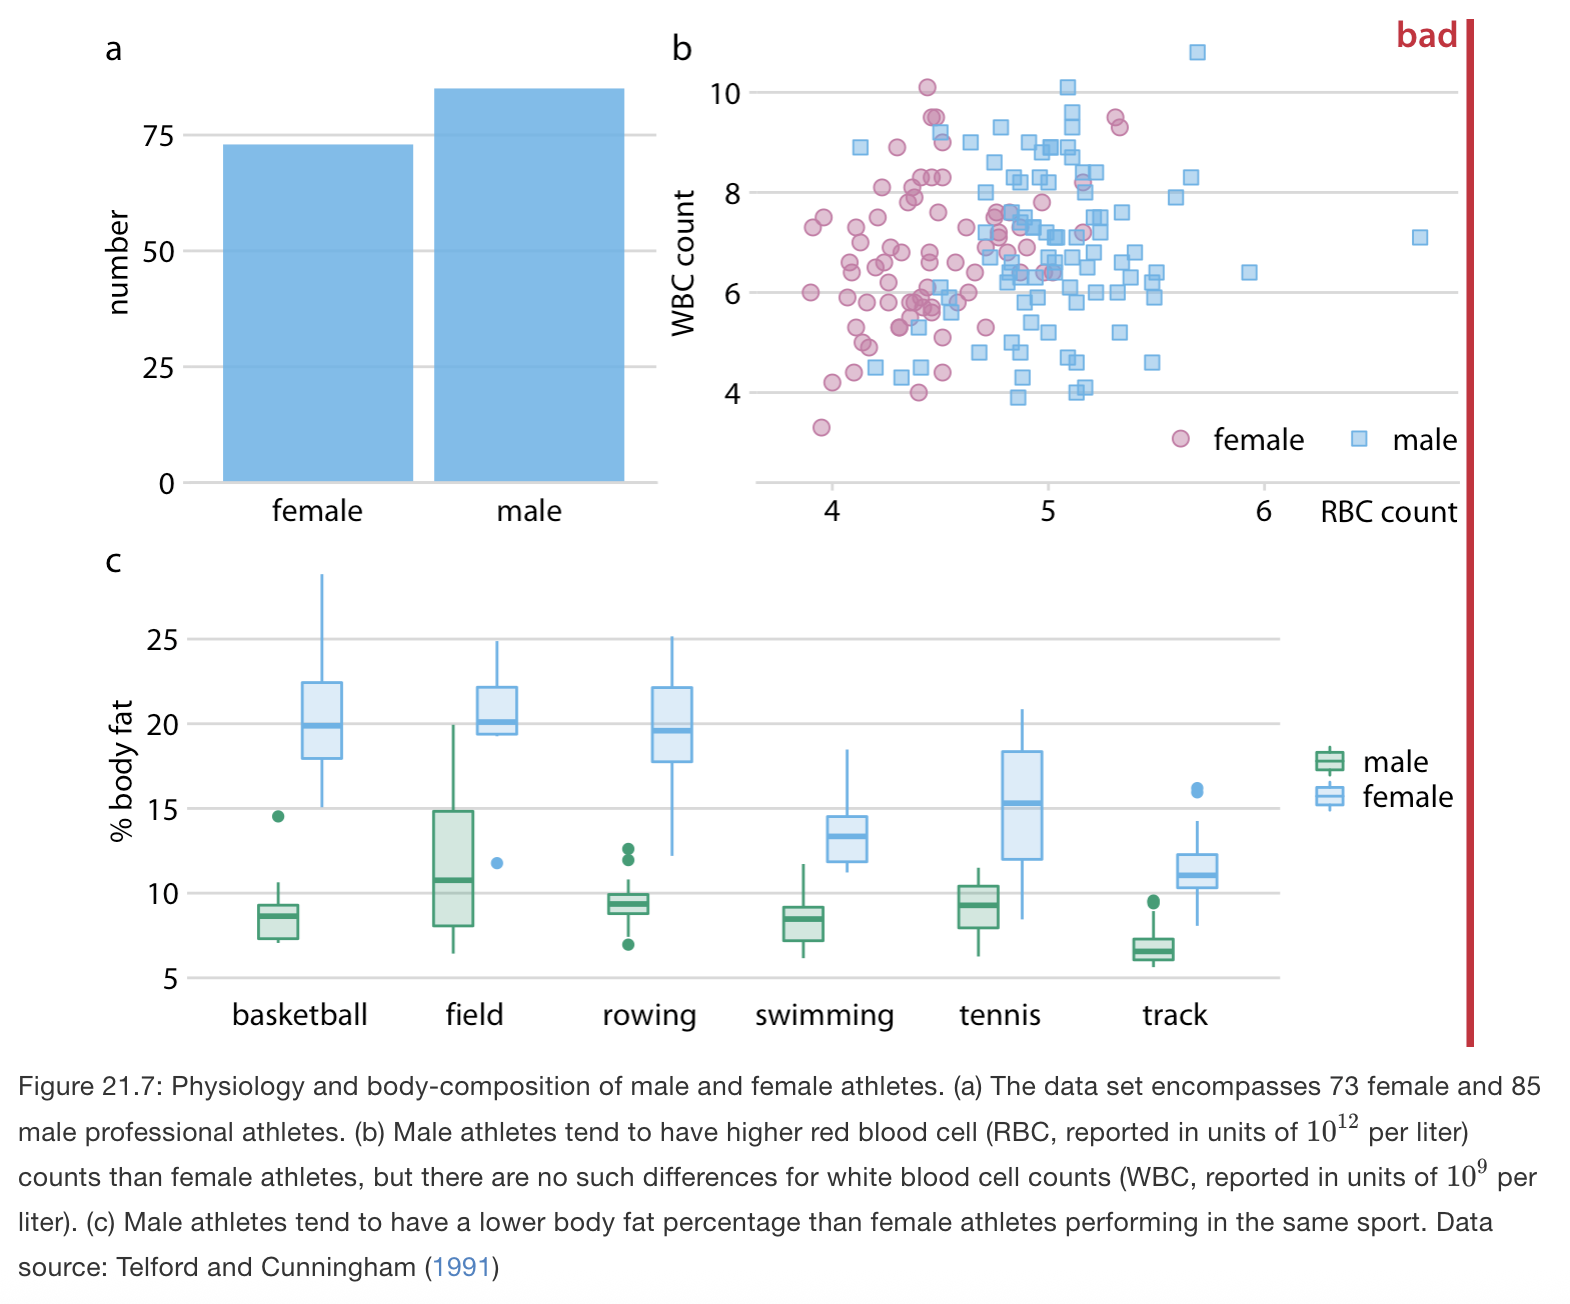 a
75
50
25
0
number
female
male
b
bad
10
8
6
4
WBC count
female
male
4
5
6
RBC count
c
25
20
15
10
5
% body fat
male
female
basketball
field
rowing
swimming
tennis
track
Figure 21.7: Physiology and body-composition of male and female athletes. (a) The data set encompasses 73 female and 85
male professional athletes. (b) Male athletes tend to have higher red blood cell (RBC, reported in units of 10¹² per liter)
counts than female athletes, but there are no such differences for white blood cell counts (WBC, reported in units of 10⁹ per
liter). (c) Male athletes tend to have a lower body fat percentage than female athletes performing in the same sport. Data
source: Telford and Cunningham (1991)